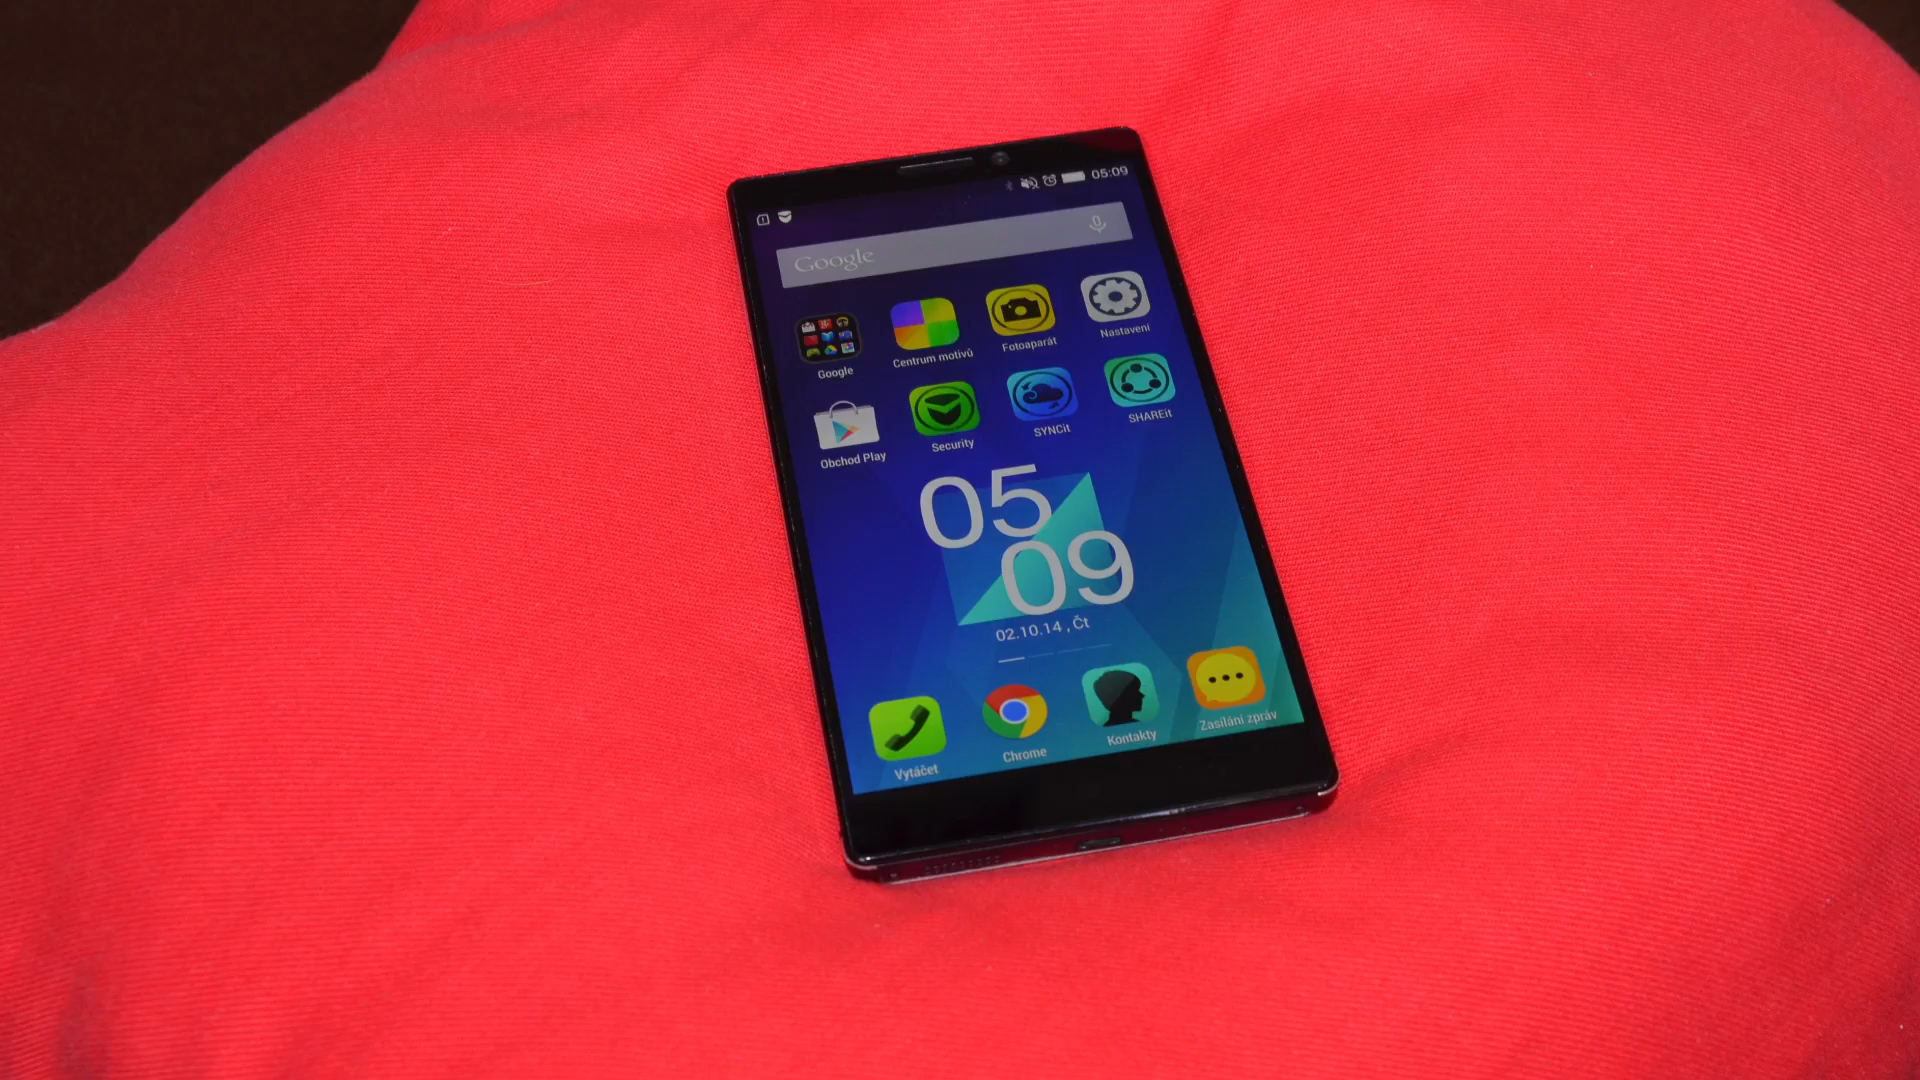 05:09
Google
Google
Centrum motivů
Fotoaparát
Nastavení
Obchod Play
Security
SYNCit
SHAREit
05
09
02.10.14 , Čt
Vytáčet
Chrome
Kontakty
Zasílání zpráv